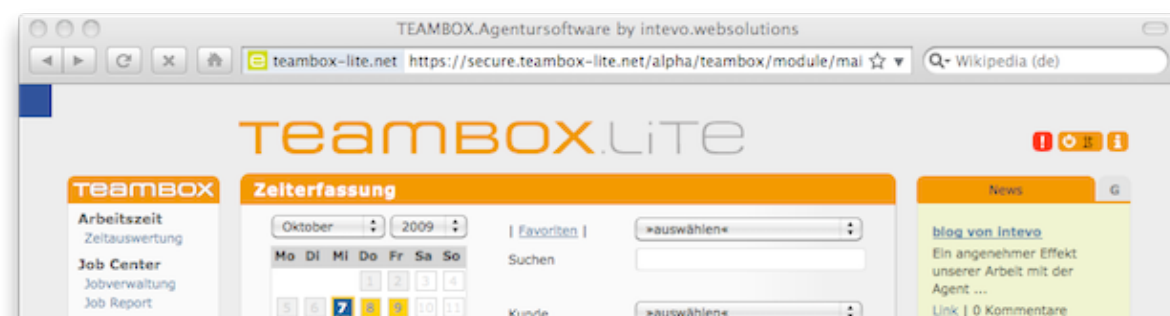 TEAMBOX.Agentursoftware by intevo.websolutions
teambox-lite.net https://secure.teambox-lite.net/alpha/teambox/module/mai
Wikipedia (de)
TEAMBOX.LiTE
TEAMBOX
Arbeitszeit
Zeitauswertung
Job Center
Jobverwaltung
Job Report
Zeiterfassung
Oktober 2009
Mo Di Mi Do Fr Sa So
1 2 3 4
5 6 7 8 9 10 11
| Favoriten | »auswählen«
Suchen
Kunde »auswählen«
News G
blog von intevo
Ein angenehmer Effekt
unserer Arbeit mit der
Agent ...
Link | 0 Kommentare